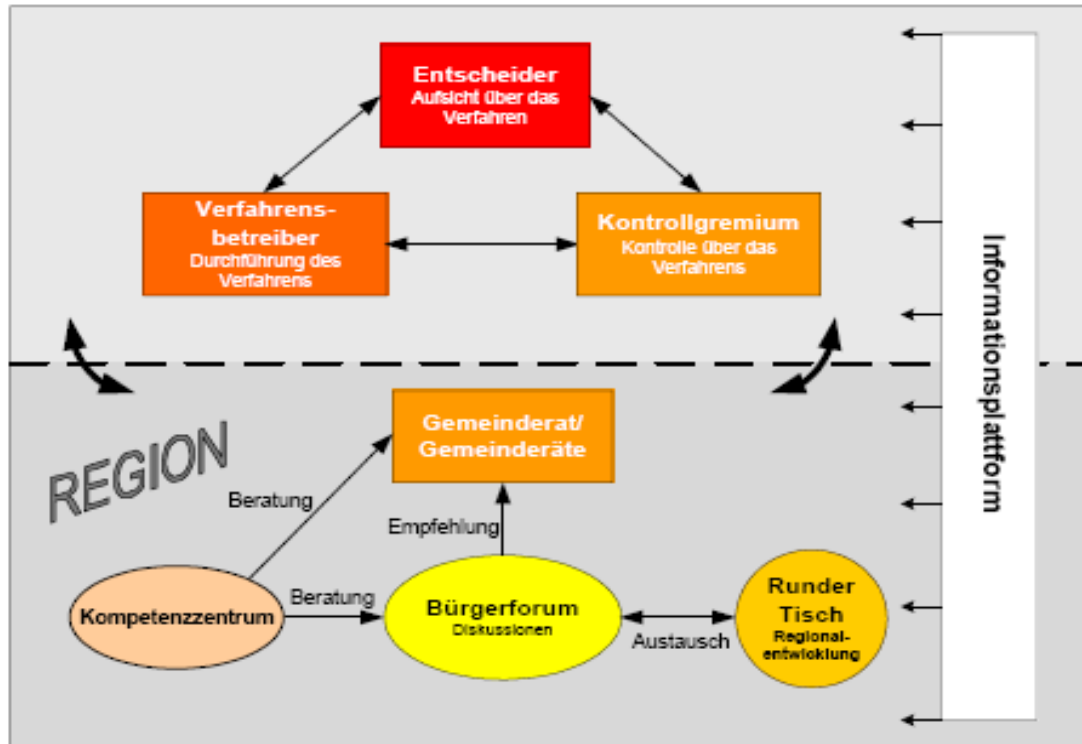 Entscheider
Aufsicht über das
Verfahren
Verfahrens-
betreiber
Durchführung des
Verfahrens
Kontrollgremium
Kontrolle über das
Verfahrens
Informationsplattform
REGION
Gemeinderat/
Gemeinderäte
Beratung
Empfehlung
Kompetenzzentrum
Beratung
Bürgerforum
Diskussionen
Austausch
Runder
Tisch
Regional-
entwicklung